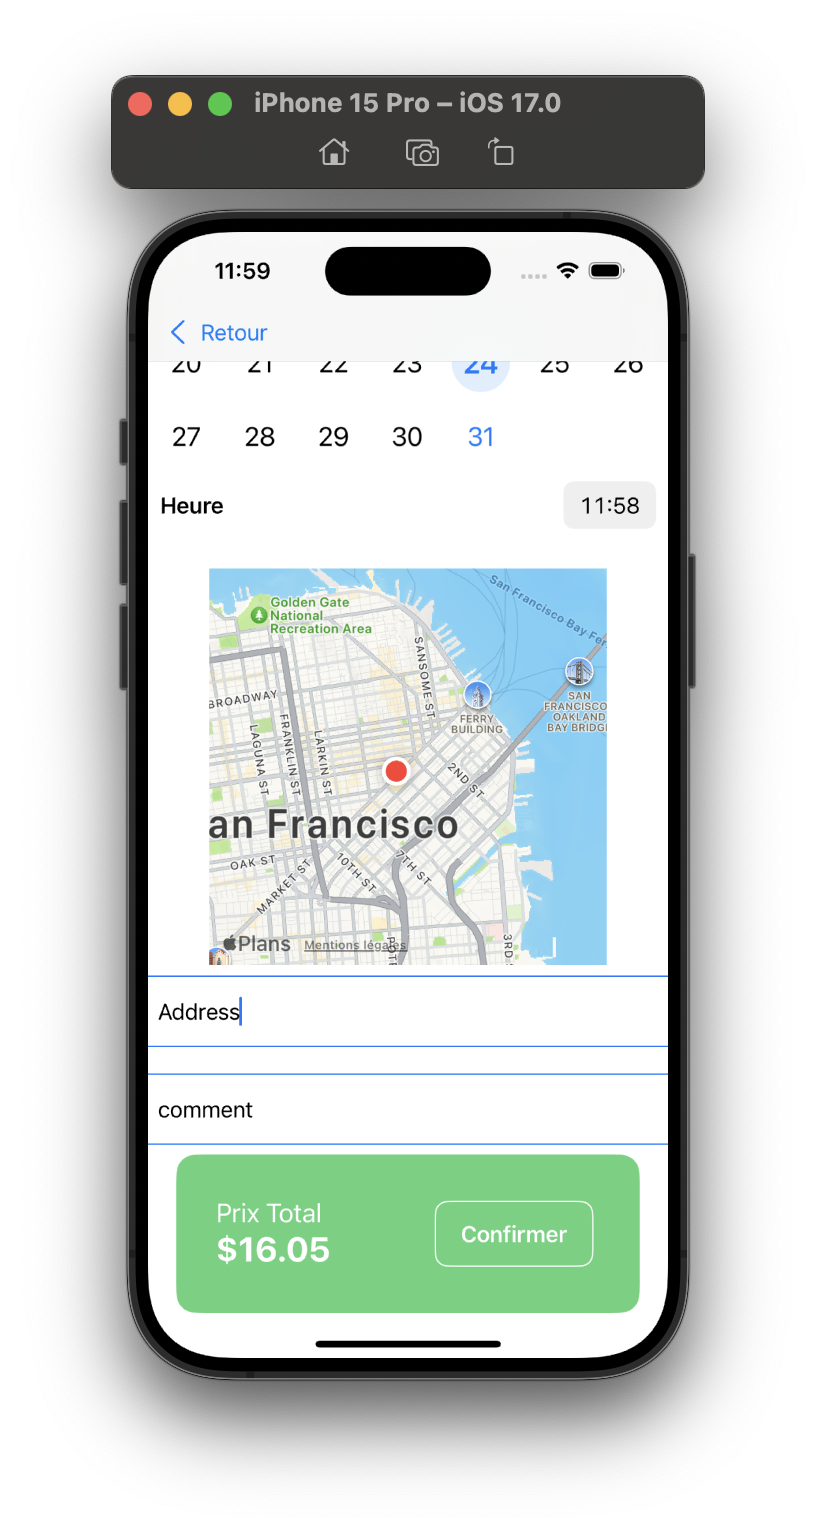 iPhone 15 Pro – iOS 17.0
11:59
Retour
20 21 22 23 24 25 26
27 28 29 30 31
Heure 11:58
San Francisco Bay Fer
Golden Gate
National
Recreation Area
SANSOME ST
BROADWAY
FERRY
BUILDING
SAN
FRANCISCO
OAKLAND
BAY BRIDGE
LAGUNA ST
FRANKLIN ST
LARKIN ST
2ND ST
an Francisco
OAK ST
MARKET ST
10TH ST
7TH ST
3RD
POT
Plans Mentions légales
Address
comment
Prix Total
$16.05
Confirmer